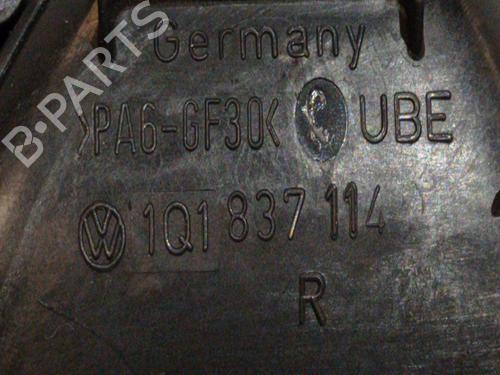 Germany
B-PARTS
>PA6-GF30< UBE
1Q1 837 114
R